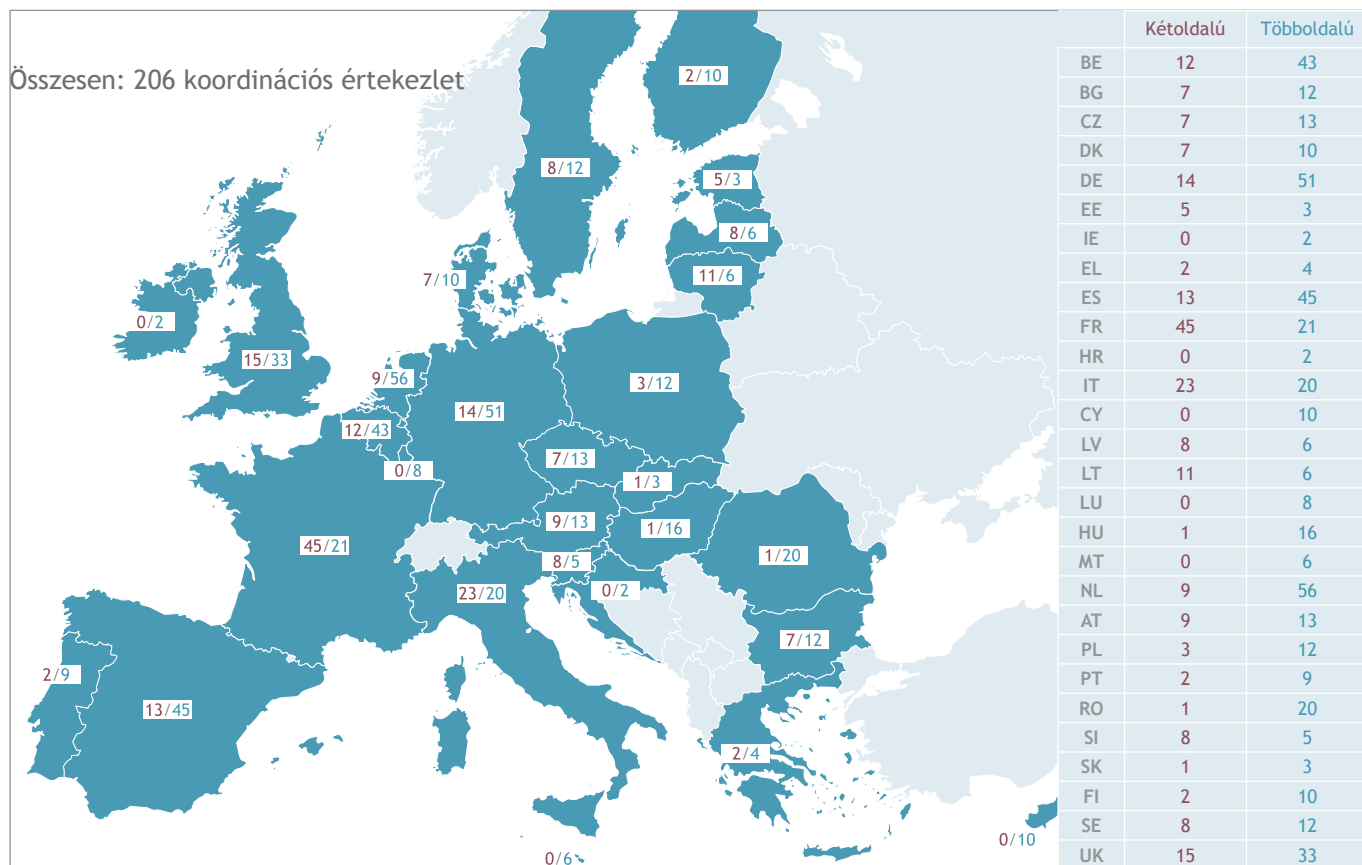 Összesen: 206 koordinációs értekezlet
2/10
8/12
5/3
8/6
11/6
7/10
0/2
15/33
9/56
3/12
14/51
12/43
7/13
0/8
1/3
9/13
1/16
45/21
1/20
8/5
23/20
0/2
7/12
2/9
13/45
2/4
0/10
0/6
Kétoldalú Többoldalú
BE 12 43
BG 7 12
CZ 7 13
DK 7 10
DE 14 51
EE 5 3
IE 0 2
EL 2 4
ES 13 45
FR 45 21
HR 0 2
IT 23 20
CY 0 10
LV 8 6
LT 11 6
LU 0 8
HU 1 16
MT 0 6
NL 9 56
AT 9 13
PL 3 12
PT 2 9
RO 1 20
SI 8 5
SK 1 3
FI 2 10
SE 8 12
UK 15 33